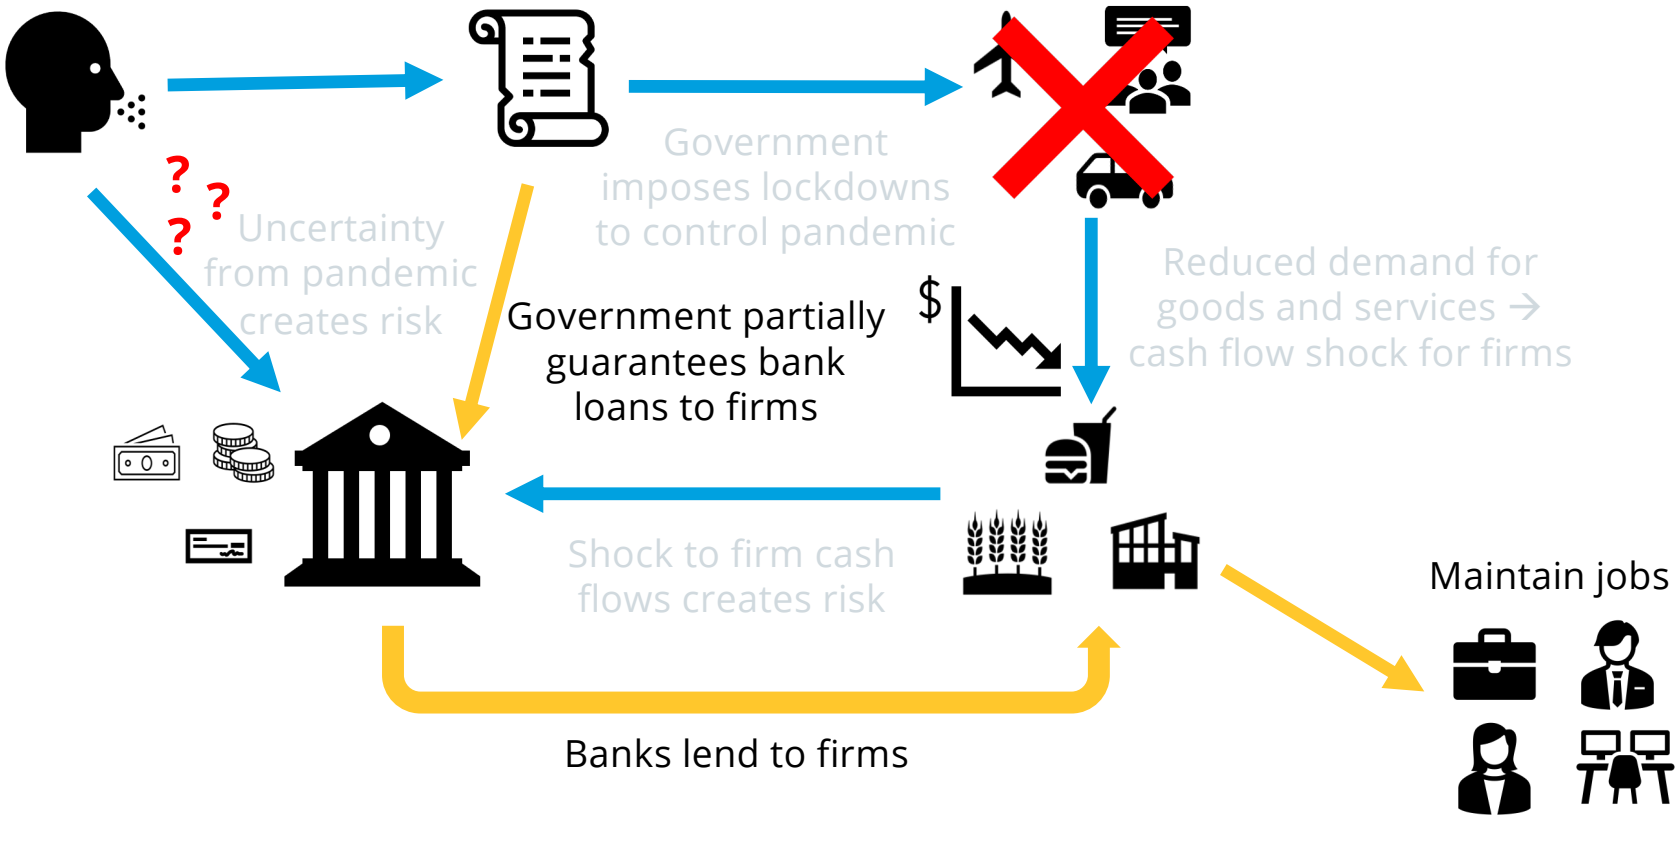 Government
imposes lockdowns
to control pandemic
?
?
?
Uncertainty
from pandemic
creates risk
Reduced demand for
goods and services →
cash flow shock for firms
$
Government partially
guarantees bank
loans to firms
Shock to firm cash
flows creates risk
Maintain jobs
Banks lend to firms